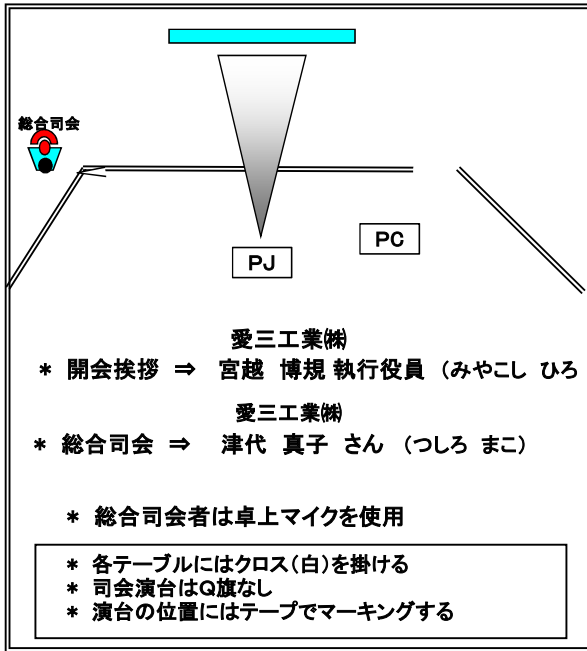 総合司会
PJ
PC
愛三工業㈱
* 開会挨拶 ⇒ 宮越 博規 執行役員 (みやこし ひろ
愛三工業㈱
* 総合司会 ⇒ 津代 真子 さん (つしろ まこ)
* 総合司会者は卓上マイクを使用
* 各テーブルにはクロス(白)を掛ける
* 司会演台はQ旗なし
* 演台の位置にはテープでマーキングする